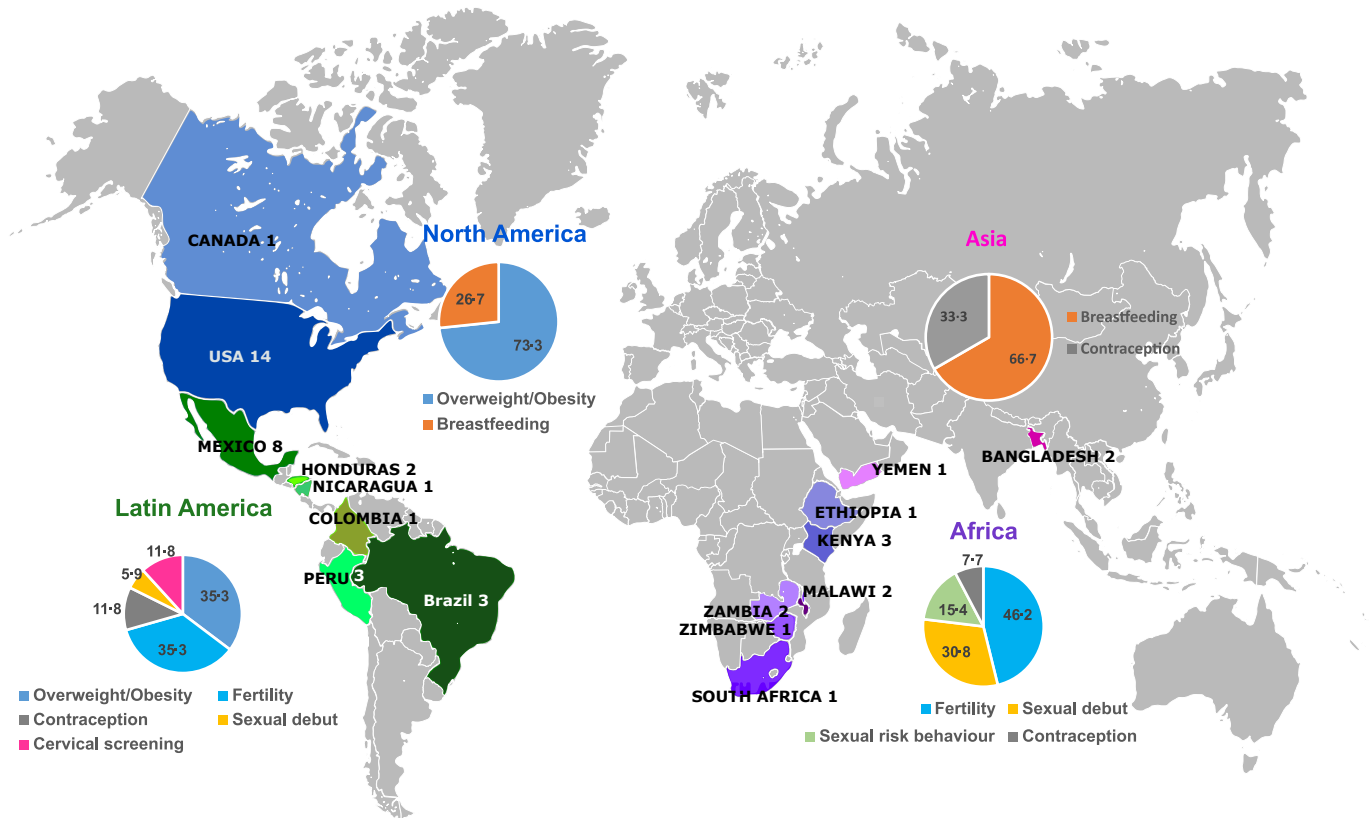 CANADA 1
North America
26·7
73·3
Overweight/Obesity
Breastfeeding
USA 14
MEXICO 8
HONDURAS 2
NICARAGUA 1
COLOMBIA 1
PERU 3
Brazil 3
Latin America
11·8
5·9
11·8
35·3
35·3
Overweight/Obesity
Fertility
Contraception
Sexual debut
Cervical screening
Asia
33·3
66·7
Breastfeeding
Contraception
BANGLADESH 2
YEMEN 1
ETHIOPIA 1
KENYA 3
MALAWI 2
ZAMBIA 2
ZIMBABWE 1
SOUTH AFRICA 1
Africa
7·7
15·4
46·2
30·8
Fertility
Sexual debut
Sexual risk behaviour
Contraception